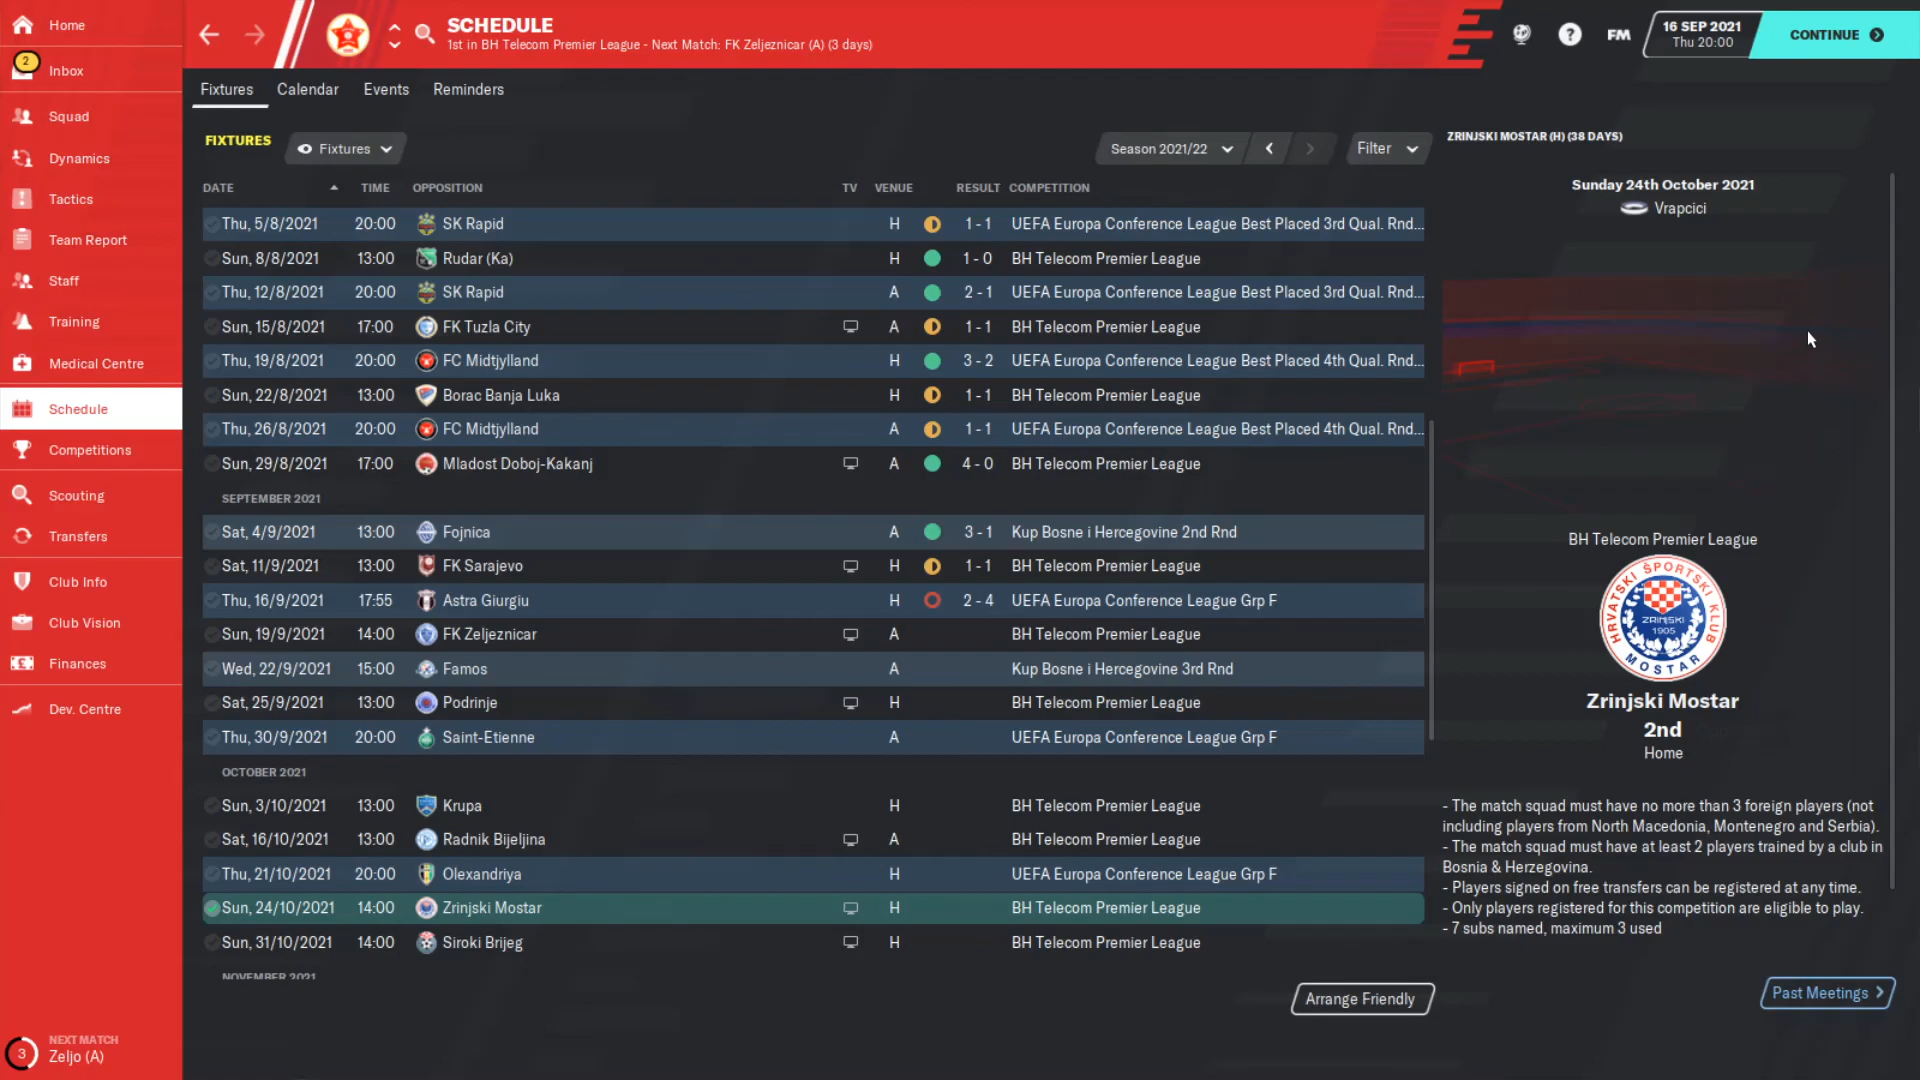 Home
2
Inbox
Squad
Dynamics
Tactics
Team Report
Staff
Training
Medical Centre
Schedule
Competitions
Scouting
Transfers
Club Info
Club Vision
Finances
Dev. Centre
3
NEXT MATCH
Zeljo (A)
SCHEDULE
1st in BH Telecom Premier League - Next Match: FK Zeljeznicar (A) (3 days)
?
FM
16 SEP 2021
Thu 20:00
CONTINUE
Fixtures Calendar Events Reminders
FIXTURES
Fixtures
Season 2021/22
Filter
DATE TIME OPPOSITION TV VENUE RESULT COMPETITION
Thu, 5/8/2021 20:00 SK Rapid H 1 - 1 UEFA Europa Conference League Best Placed 3rd Qual. Rnd...
Sun, 8/8/2021 13:00 Rudar (Ka) H 1 - 0 BH Telecom Premier League
Thu, 12/8/2021 20:00 SK Rapid A 2 - 1 UEFA Europa Conference League Best Placed 3rd Qual. Rnd...
Sun, 15/8/2021 17:00 FK Tuzla City A 1 - 1 BH Telecom Premier League
Thu, 19/8/2021 20:00 FC Midtjylland H 3 - 2 UEFA Europa Conference League Best Placed 4th Qual. Rnd...
Sun, 22/8/2021 13:00 Borac Banja Luka H 1 - 1 BH Telecom Premier League
Thu, 26/8/2021 20:00 FC Midtjylland A 1 - 1 UEFA Europa Conference League Best Placed 4th Qual. Rnd...
Sun, 29/8/2021 17:00 Mladost Doboj-Kakanj A 4 - 0 BH Telecom Premier League
SEPTEMBER 2021
Sat, 4/9/2021 13:00 Fojnica A 3 - 1 Kup Bosne i Hercegovine 2nd Rnd
Sat, 11/9/2021 13:00 FK Sarajevo H 1 - 1 BH Telecom Premier League
Thu, 16/9/2021 17:55 Astra Giurgiu H 2 - 4 UEFA Europa Conference League Grp F
Sun, 19/9/2021 14:00 FK Zeljeznicar A BH Telecom Premier League
Wed, 22/9/2021 15:00 Famos A Kup Bosne i Hercegovine 3rd Rnd
Sat, 25/9/2021 13:00 Podrinje H BH Telecom Premier League
Thu, 30/9/2021 20:00 Saint-Etienne A UEFA Europa Conference League Grp F
OCTOBER 2021
Sun, 3/10/2021 13:00 Krupa H BH Telecom Premier League
Sat, 16/10/2021 13:00 Radnik Bijeljina A BH Telecom Premier League
Thu, 21/10/2021 20:00 Olexandriya H UEFA Europa Conference League Grp F
Sun, 24/10/2021 14:00 Zrinjski Mostar H BH Telecom Premier League
Sun, 31/10/2021 14:00 Siroki Brijeg H BH Telecom Premier League
NOVEMBER 2021
Arrange Friendly
ZRINJSKI MOSTAR (H) (38 DAYS)
Sunday 24th October 2021
Vrapcici
BH Telecom Premier League
HRVATSKI ŠPORTSKI KLUB
ZRINJSKI
1905
MOSTAR
Zrinjski Mostar
2nd
Home
- The match squad must have no more than 3 foreign players (not
including players from North Macedonia, Montenegro and Serbia).
- The match squad must have at least 2 players trained by a club in
Bosnia & Herzegovina.
- Players signed on free transfers can be registered at any time.
- Only players registered for this competition are eligible to play.
- 7 subs named, maximum 3 used
Past Meetings